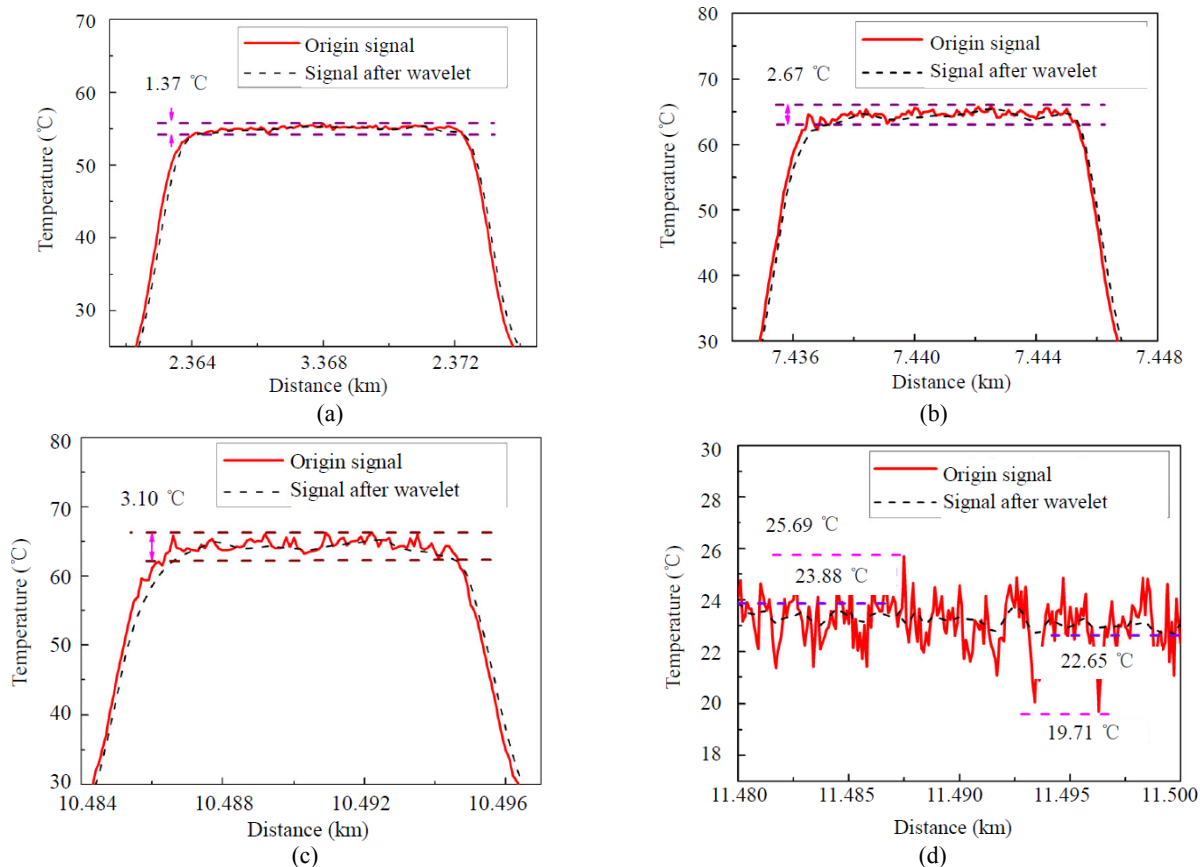 70
60
50
40
30
Temperature (℃)
Origin signal
Signal after wavelet
1.37 ℃
2.364
3.368
2.372
Distance (km)
(a)
80
70
60
50
40
30
Temperature (℃)
Origin signal
Signal after wavelet
2.67 ℃
7.436
7.440
7.444
7.448
Distance (km)
(b)
80
70
60
50
40
30
Temperature (℃)
Origin signal
Signal after wavelet
3.10 ℃
10.484
10.488
10.492
10.496
Distance (km)
(c)
30
28
26
24
22
20
18
Temperature (℃)
Origin signal
Signal after wavelet
25.69 ℃
23.88 ℃
22.65 ℃
19.71 ℃
11.480
11.485
11.490
11.495
11.500
Distance (km)
(d)